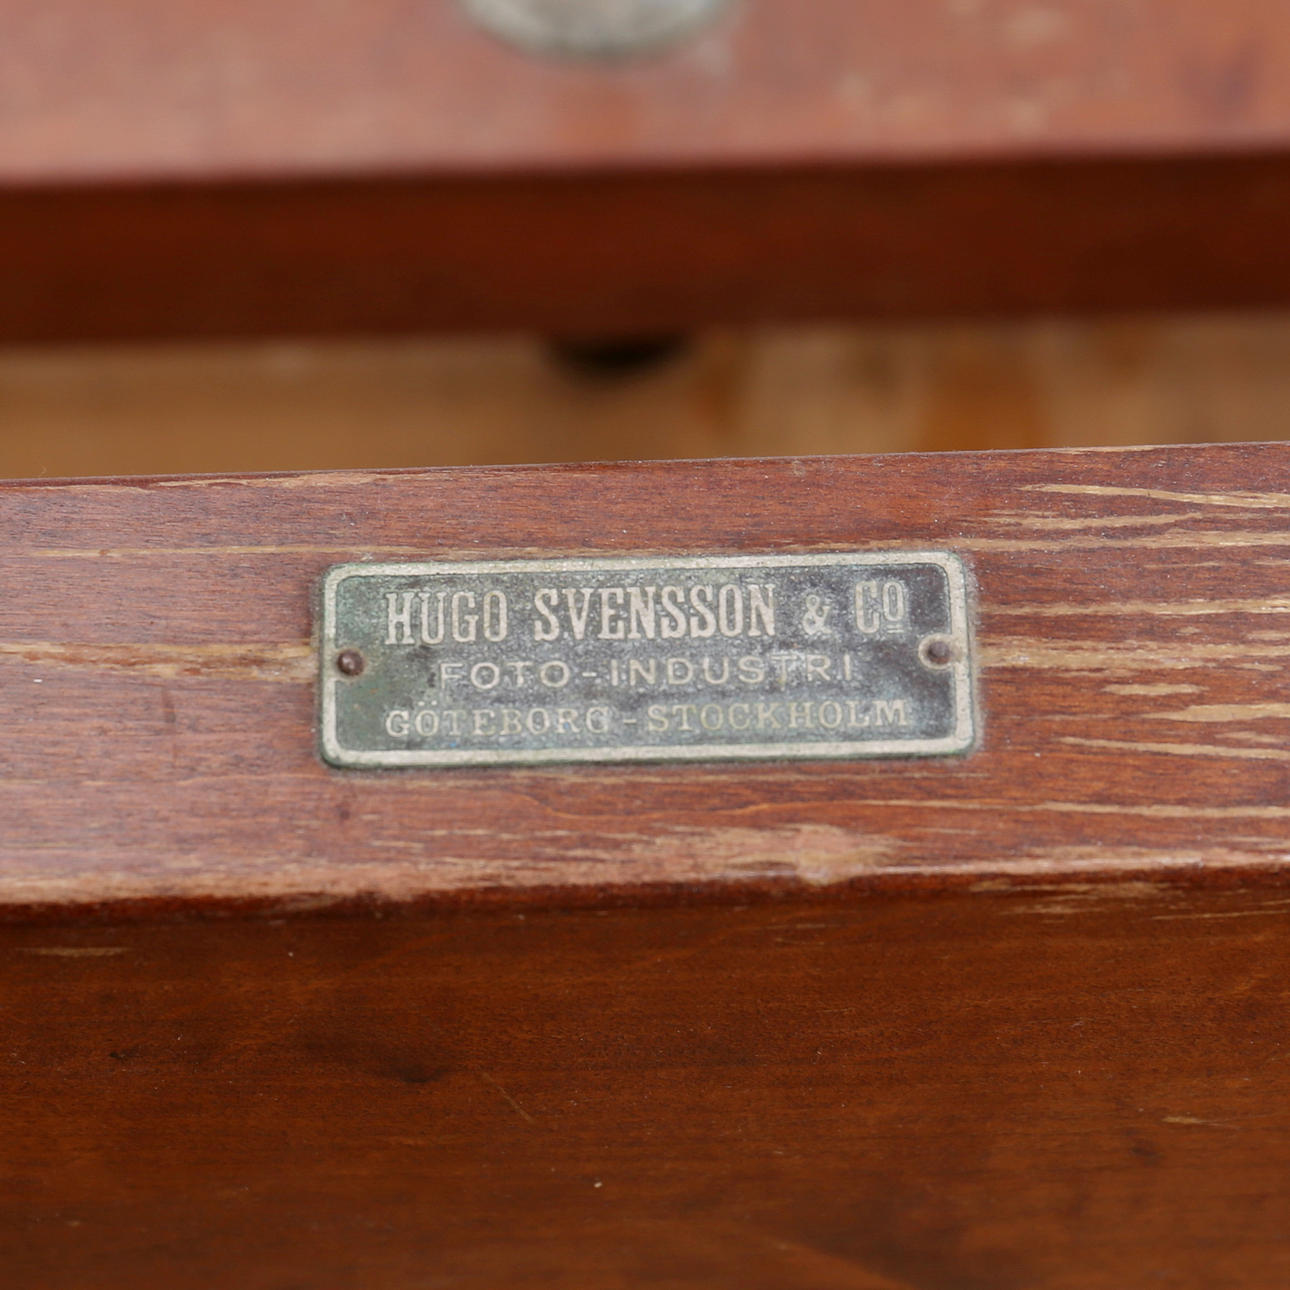 HUGO SVENSSON & Cº
FOTO-INDUSTRI
GÖTEBORG - STOCKHOLM